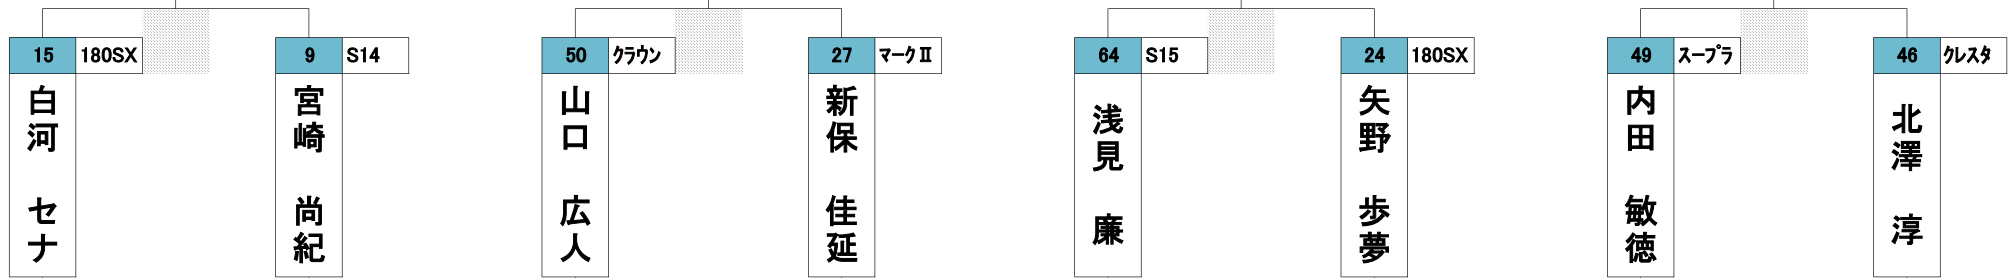 15 180SX
白河 セナ
9 S14
宮崎 尚紀
50 クラウン
山口 広人
27 マークⅡ
新保 佳延
64 S15
浅見 廉
24 180SX
矢野 歩夢
49 スープラ
内田 敏徳
46 クレスタ
北澤 淳